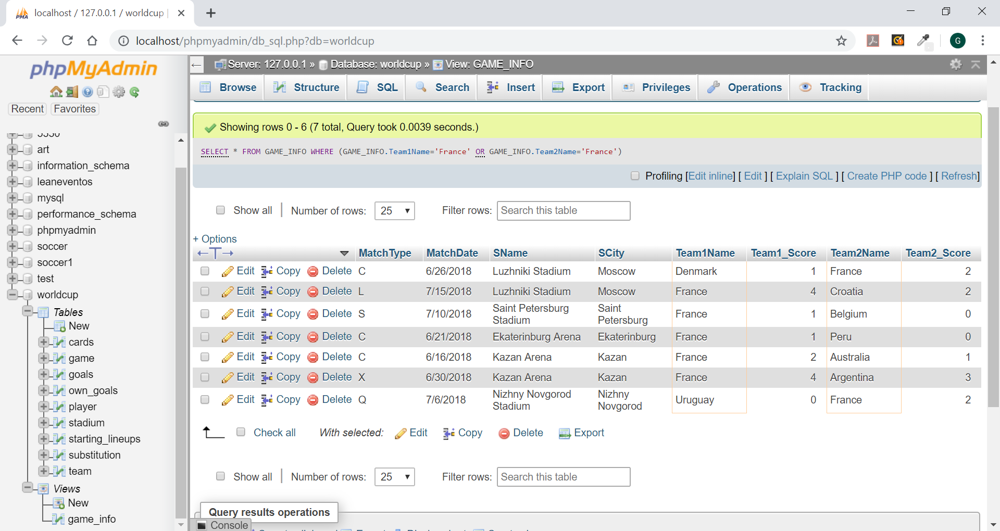 localhost / 127.0.0.1 / worldcup
localhost/phpmyadmin/db_sql.php?db=worldcup
G
phpMyAdmin
Recent Favorites
art
information_schema
leaneventos
mysql
performance_schema
phpmyadmin
soccer
soccer1
test
worldcup
Tables
New
cards
game
goals
own_goals
player
stadium
starting_lineups
substitution
team
Views
New
game_info
Server: 127.0.0.1 » Database: worldcup » View: GAME_INFO
Browse Structure SQL Search Insert Export Privileges Operations Tracking
Showing rows 0 - 6 (7 total, Query took 0.0039 seconds.)
SELECT * FROM GAME_INFO WHERE (GAME_INFO.Team1Name='France' OR GAME_INFO.Team2Name='France')
Profiling [Edit inline] [ Edit ] [ Explain SQL ] [ Create PHP code ] [ Refresh]
Show all Number of rows: 25 Filter rows: Search this table
+ Options
MatchType MatchDate SName SCity Team1Name Team1_Score Team2Name Team2_Score
Edit Copy Delete C 6/26/2018 Luzhniki Stadium Moscow Denmark 1 France 2
Edit Copy Delete L 7/15/2018 Luzhniki Stadium Moscow France 4 Croatia 2
Edit Copy Delete S 7/10/2018 Saint Petersburg Stadium Saint Petersburg France 1 Belgium 0
Edit Copy Delete C 6/21/2018 Ekaterinburg Arena Ekaterinburg France 1 Peru 0
Edit Copy Delete C 6/16/2018 Kazan Arena Kazan France 2 Australia 1
Edit Copy Delete X 6/30/2018 Kazan Arena Kazan France 4 Argentina 3
Edit Copy Delete Q 7/6/2018 Nizhny Novgorod Stadium Nizhny Novgorod Uruguay 0 France 2
Check all With selected: Edit Copy Delete Export
Show all Number of rows: 25 Filter rows: Search this table
Query results operations
Console